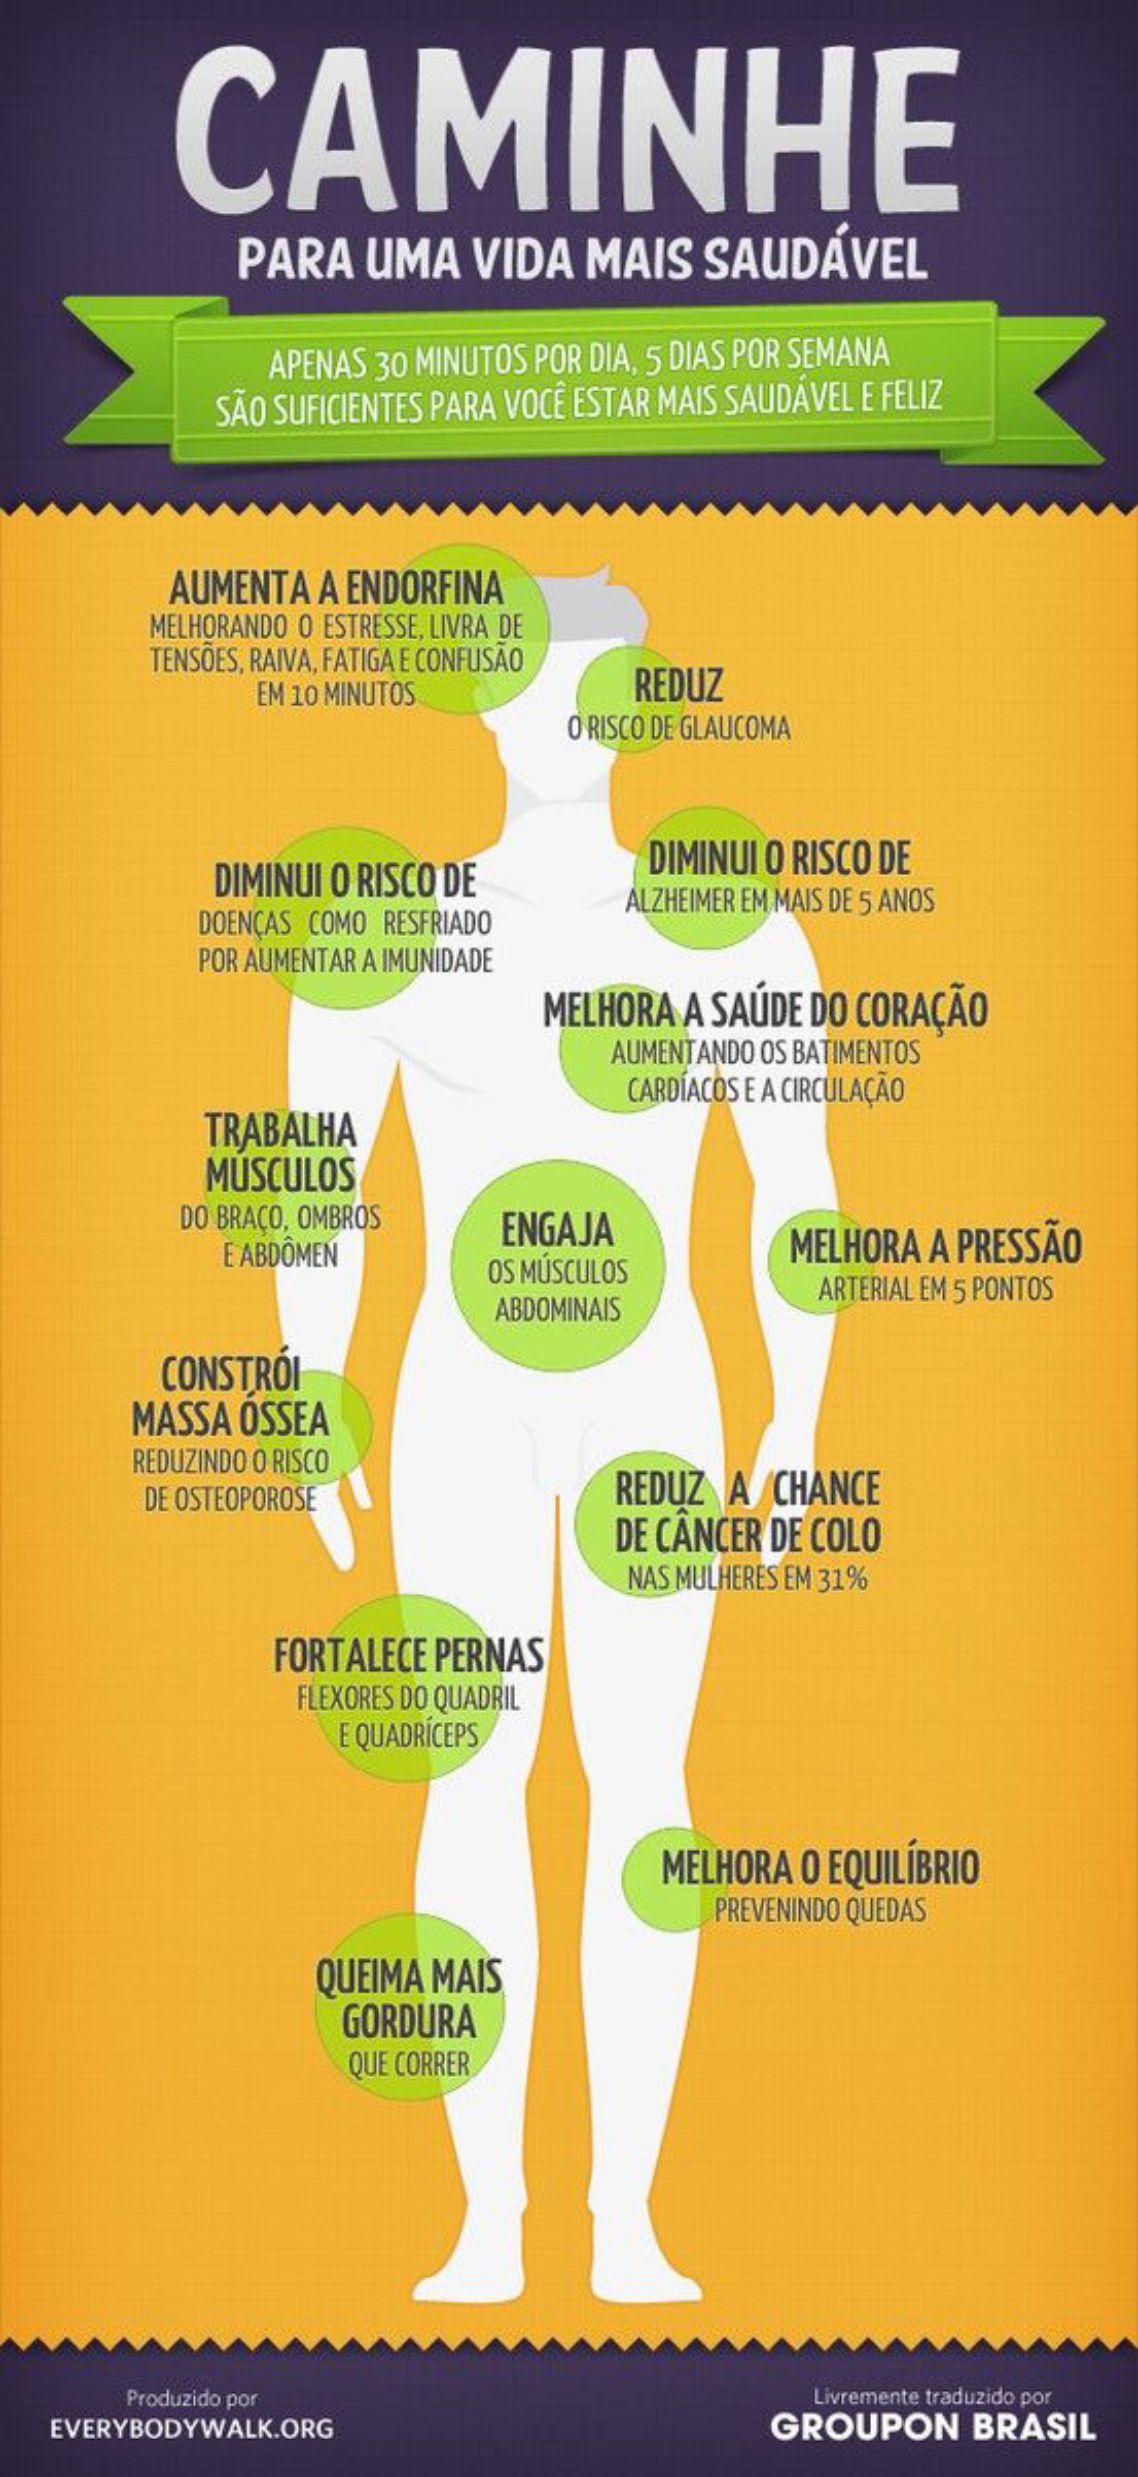 CAMINHE
PARA UMA VIDA MAIS SAUDÁVEL
APENAS 30 MINUTOS POR DIA, 5 DIAS POR SEMANA
SÃO SUFICIENTES PARA VOCÊ ESTAR MAIS SAUDÁVEL E FELIZ
AUMENTA A ENDORFINA
MELHORANDO O ESTRESSE, LIVRA DE
TENSÕES, RAIVA, FATIGA E CONFUSÃO
EM 10 MINUTOS
REDUZ
O RISCO DE GLAUCOMA
DIMINUI O RISCO DE
DOENÇAS COMO RESFRIADO
POR AUMENTAR A IMUNIDADE
DIMINUI O RISCO DE
ALZHEIMER EM MAIS DE 5 ANOS
MELHORA A SAÚDE DO CORAÇÃO
AUMENTANDO OS BATIMENTOS
CARDÍACOS E A CIRCULAÇÃO
TRABALHA
MÚSCULOS
DO BRAÇO, OMBROS
E ABDÔMEN
ENGAJA
OS MÚSCULOS
ABDOMINAIS
MELHORA A PRESSÃO
ARTERIAL EM 5 PONTOS
CONSTRÓI
MASSA ÓSSEA
REDUZINDO O RISCO
DE OSTEOPOROSE
REDUZ A CHANCE
DE CÂNCER DE COLO
NAS MULHERES EM 31%
FORTALECE PERNAS
FLEXORES DO QUADRIL
E QUADRÍCEPS
MELHORA O EQUILÍBRIO
PREVENINDO QUEDAS
QUEIMA MAIS
GORDURA
QUE CORRER
Produzido por
EVERYBODYWALK.ORG
Livremente traduzido por
GROUPON BRASIL